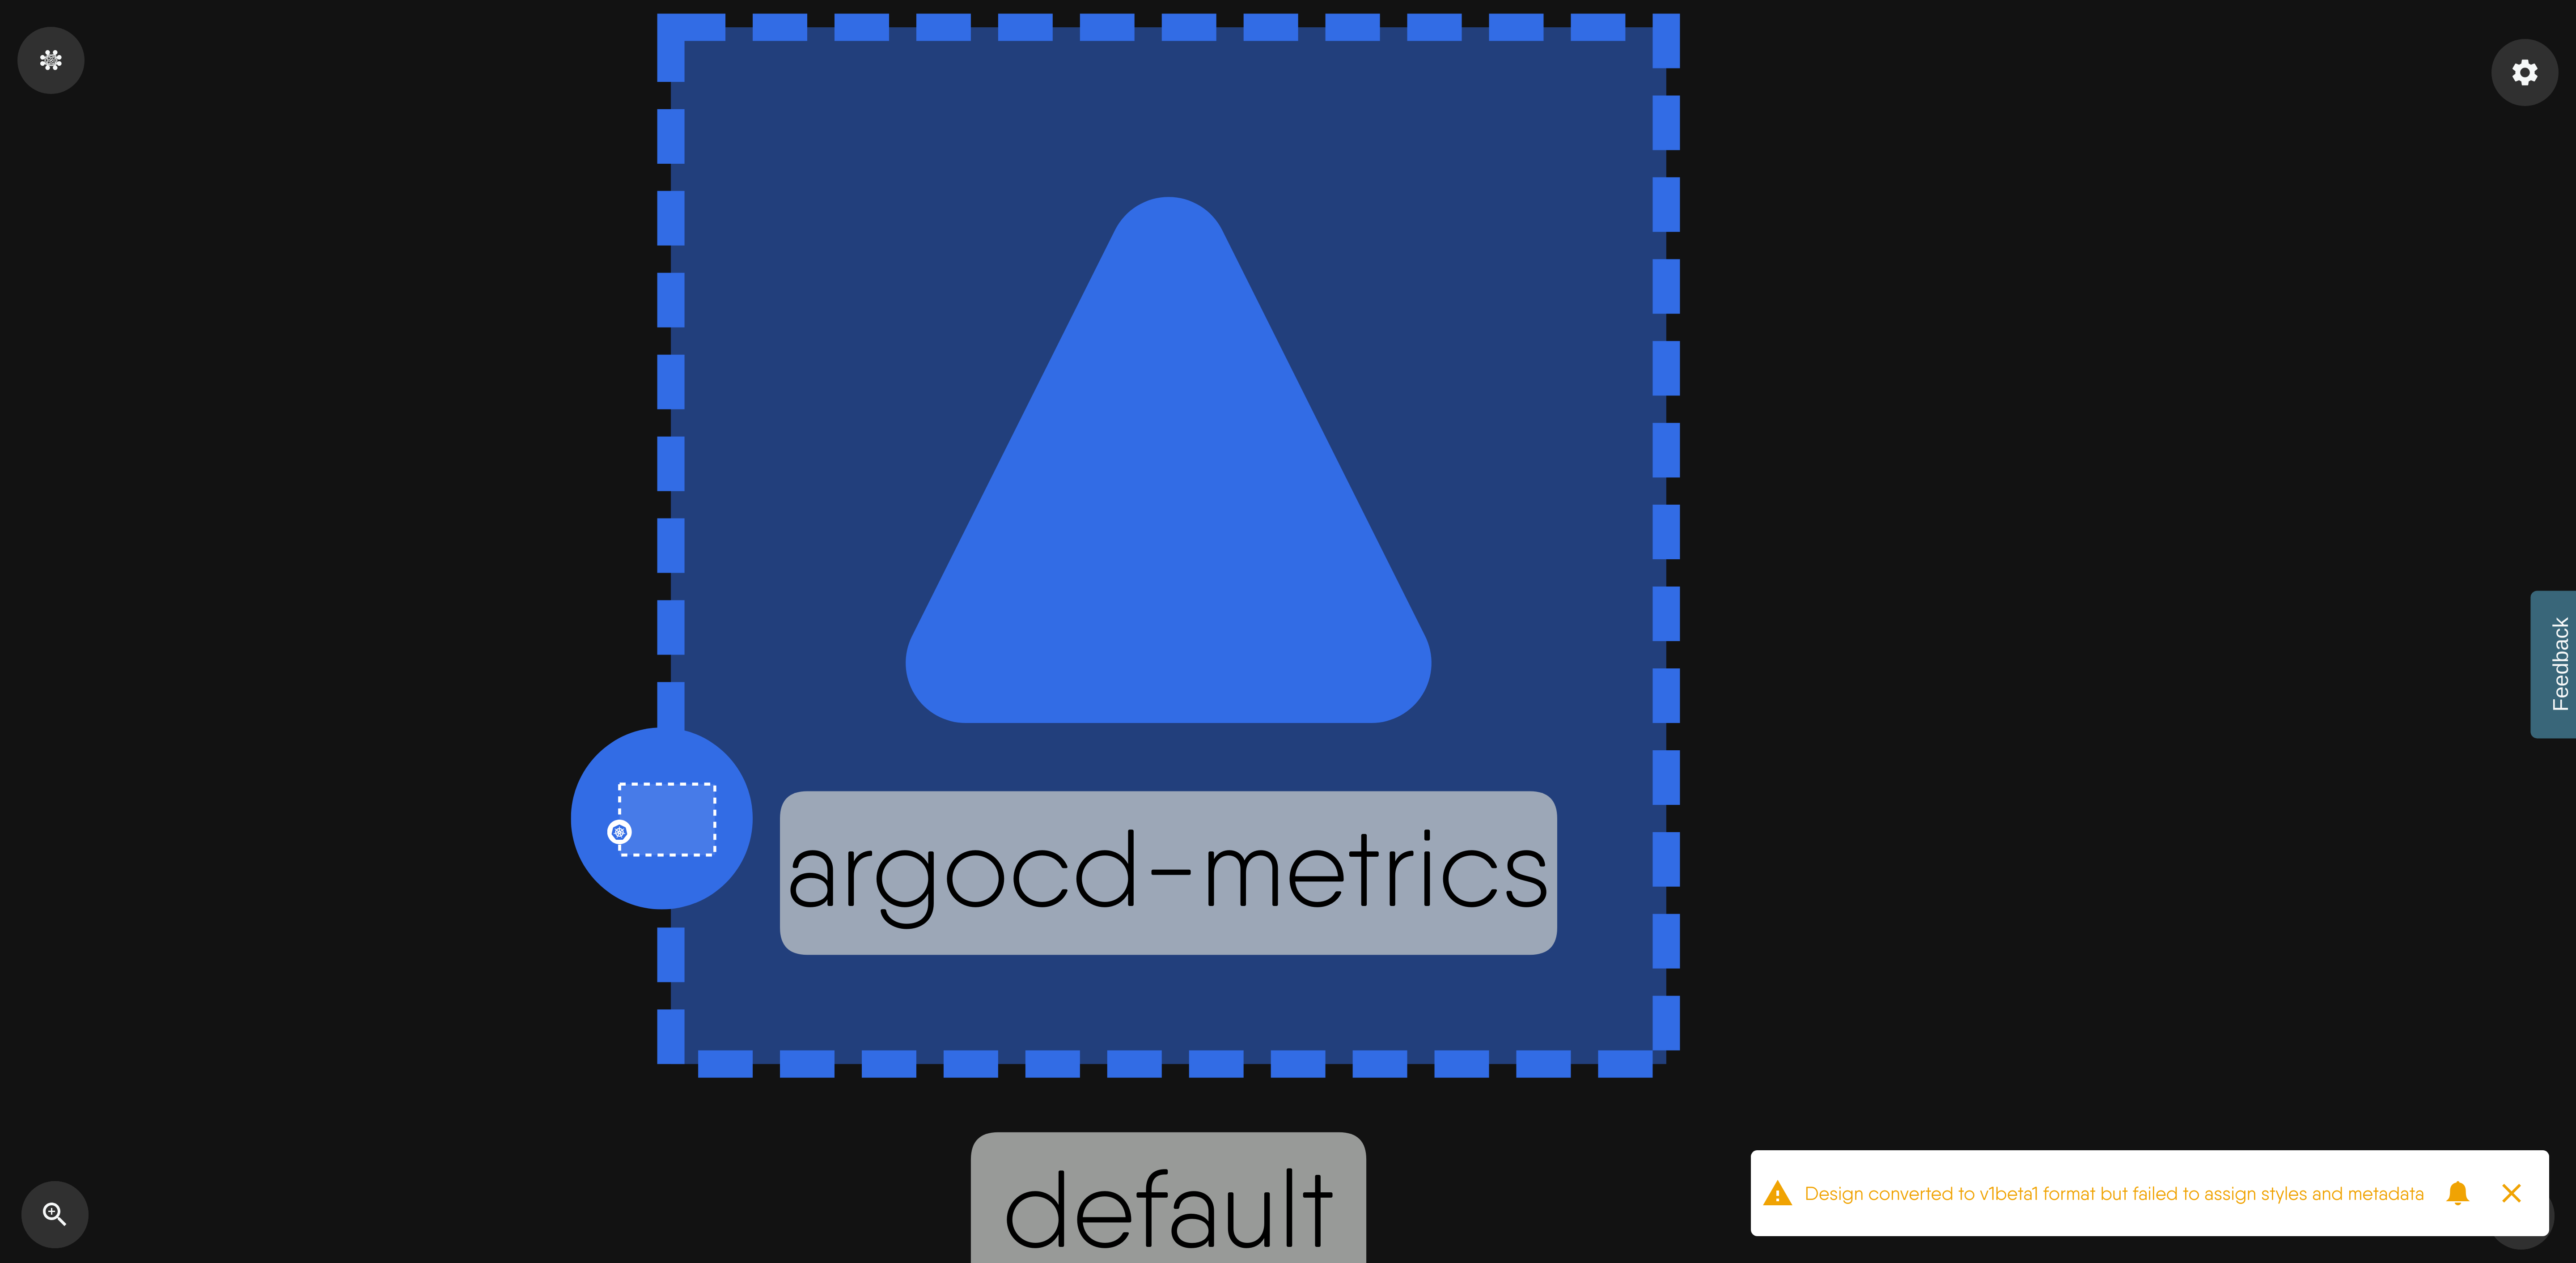 Feedback
argocd-metrics
default
Design converted to v1beta1 format but failed to assign styles and metadata